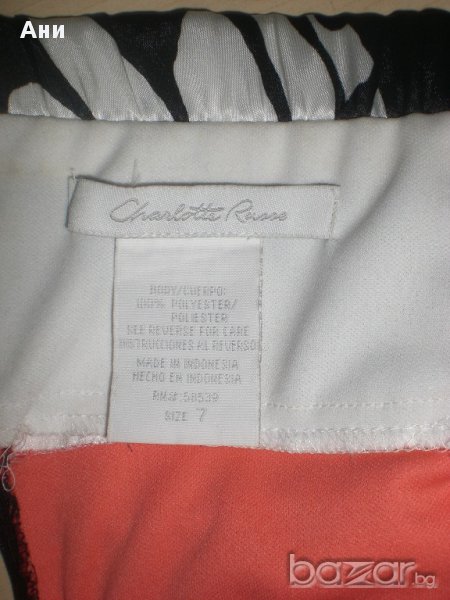 Ани
Charlotte Russe
BODY/CUERPO:
100% POLYESTER/
POLIESTER
SEE REVERSE FOR CARE
INSTRUCCIONES AL REVERSO
MADE IN INDONESIA
HECHO EN INDONESIA
RN# 58539
SIZE 7
bazar.bg